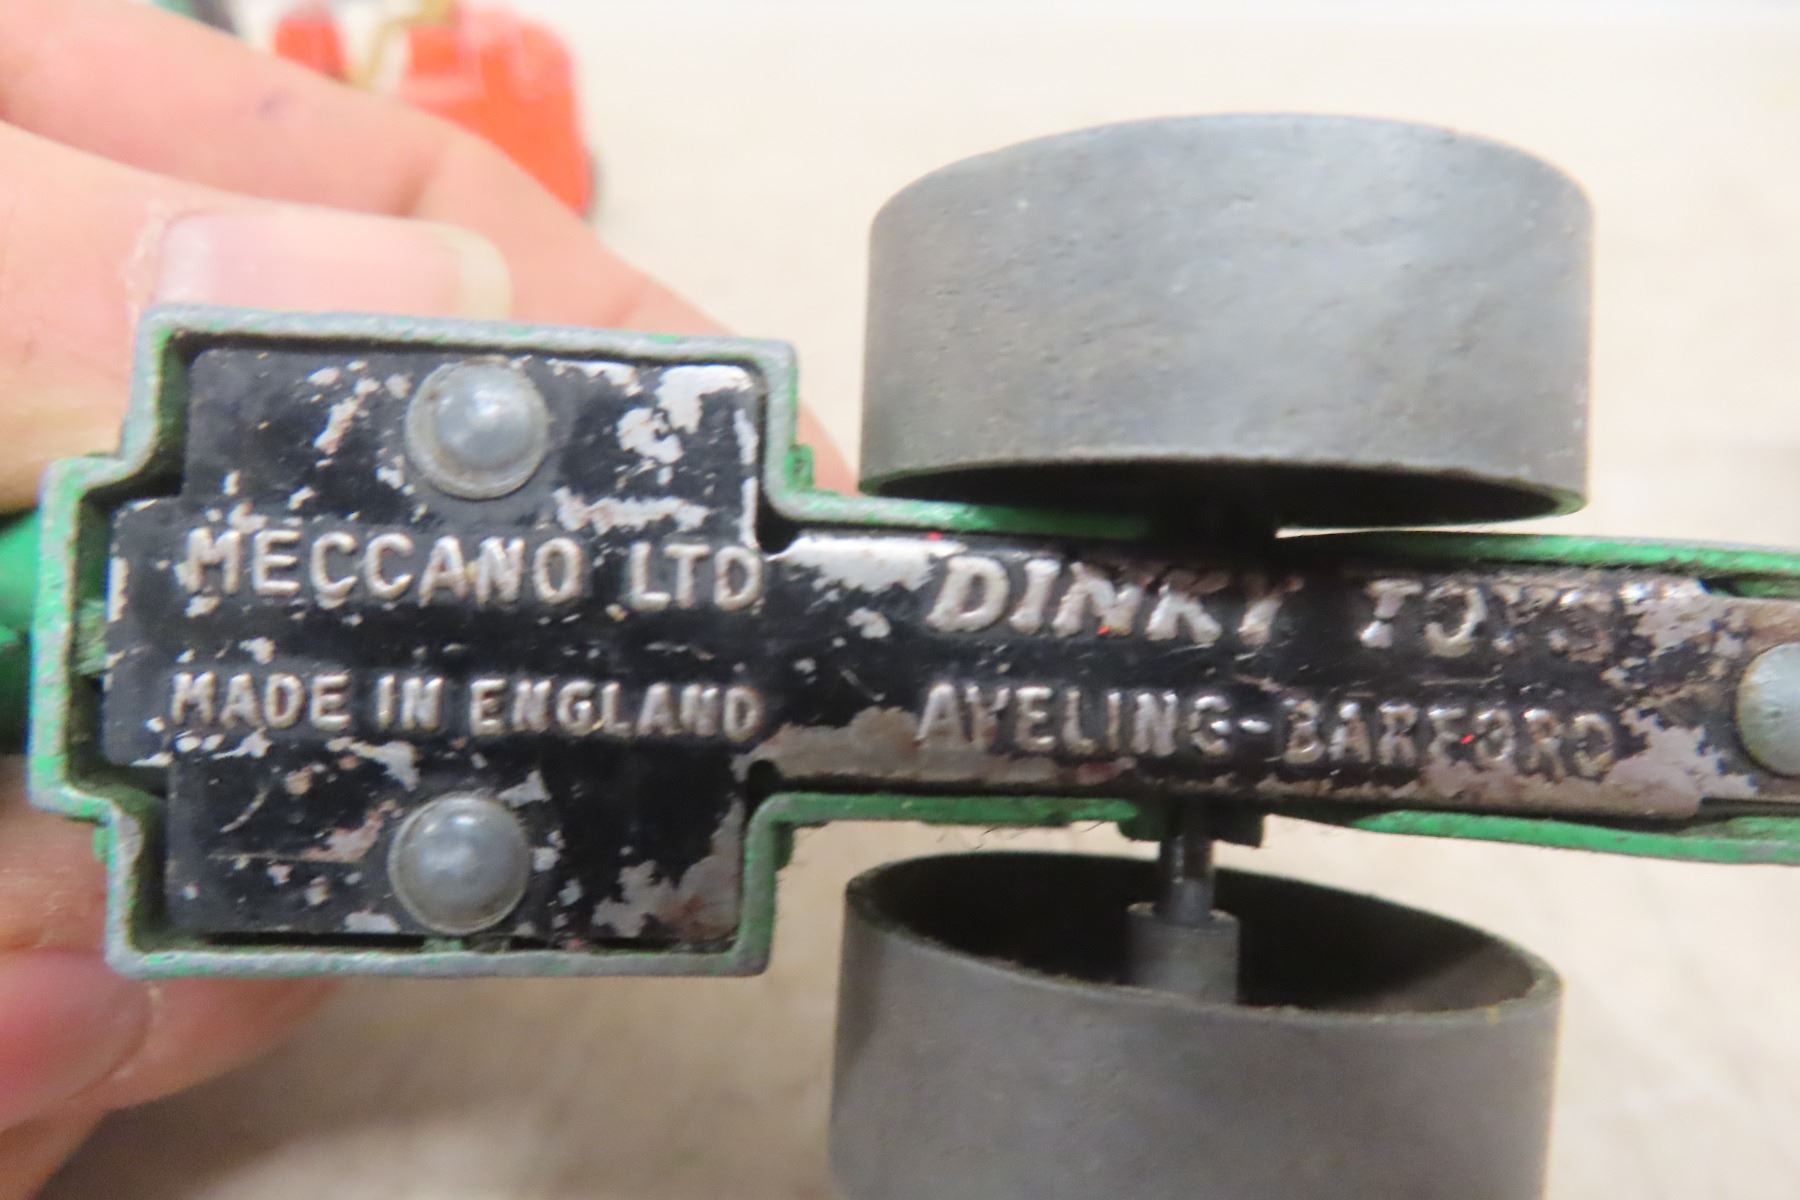 MECCANO LTD
MADE IN ENGLAND
DINKY TOYS
AVELING-BARFORD